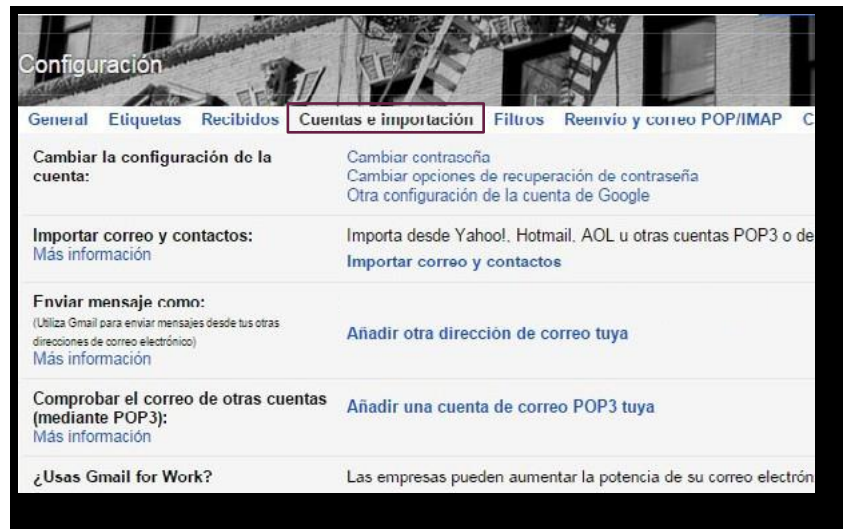 Configuración
General Etiquetas Recibidos Cuentas e importación Filtros Reenvío y correo POP/IMAP C
Cambiar la configuración de la
cuenta:
Cambiar contraseña
Cambiar opciones de recuperación de contraseña
Otra configuración de la cuenta de Google
Importar correo y contactos:
Más información
Importa desde Yahoo!, Hotmail, AOL u otras cuentas POP3 o de
Importar correo y contactos
Enviar mensaje como:
(Utiliza Gmail para enviar mensajes desde tus otras
direcciones de correo electrónico)
Más información
Añadir otra dirección de correo tuya
Comprobar el correo de otras cuentas
(mediante POP3):
Más información
Añadir una cuenta de correo POP3 tuya
¿Usas Gmail for Work?
Las empresas pueden aumentar la potencia de su correo electrón